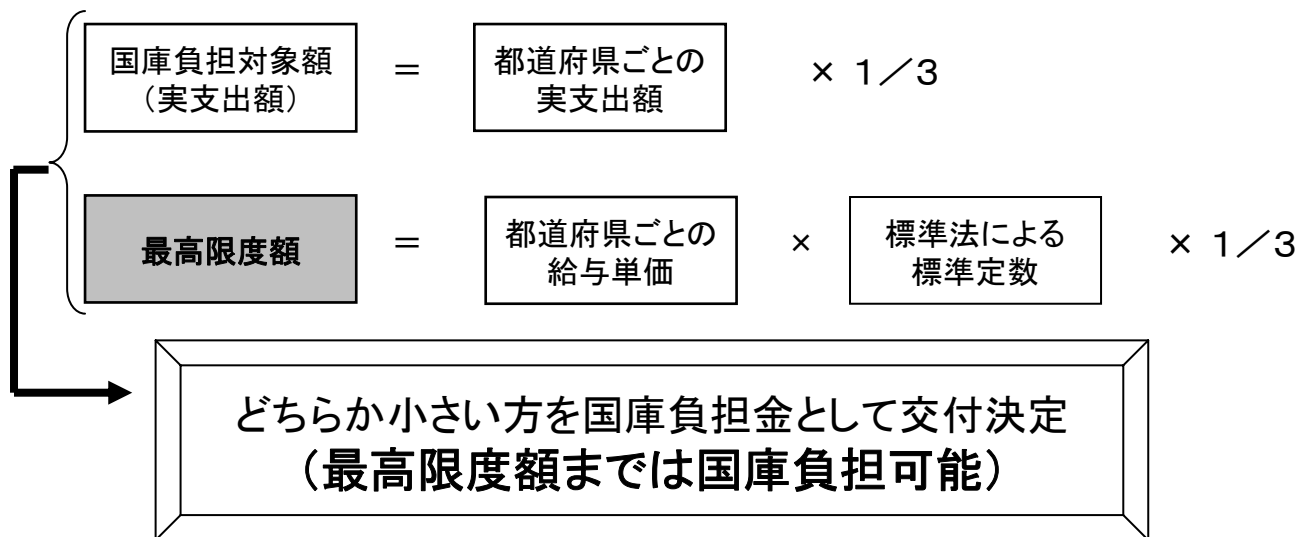 国庫負担対象額
（実支出額）
＝
都道府県ごとの
実支出額
× １／３
最高限度額
＝
都道府県ごとの
給与単価
×
標準法による
標準定数
× １／３
どちらか小さい方を国庫負担金として交付決定
（最高限度額までは国庫負担可能）